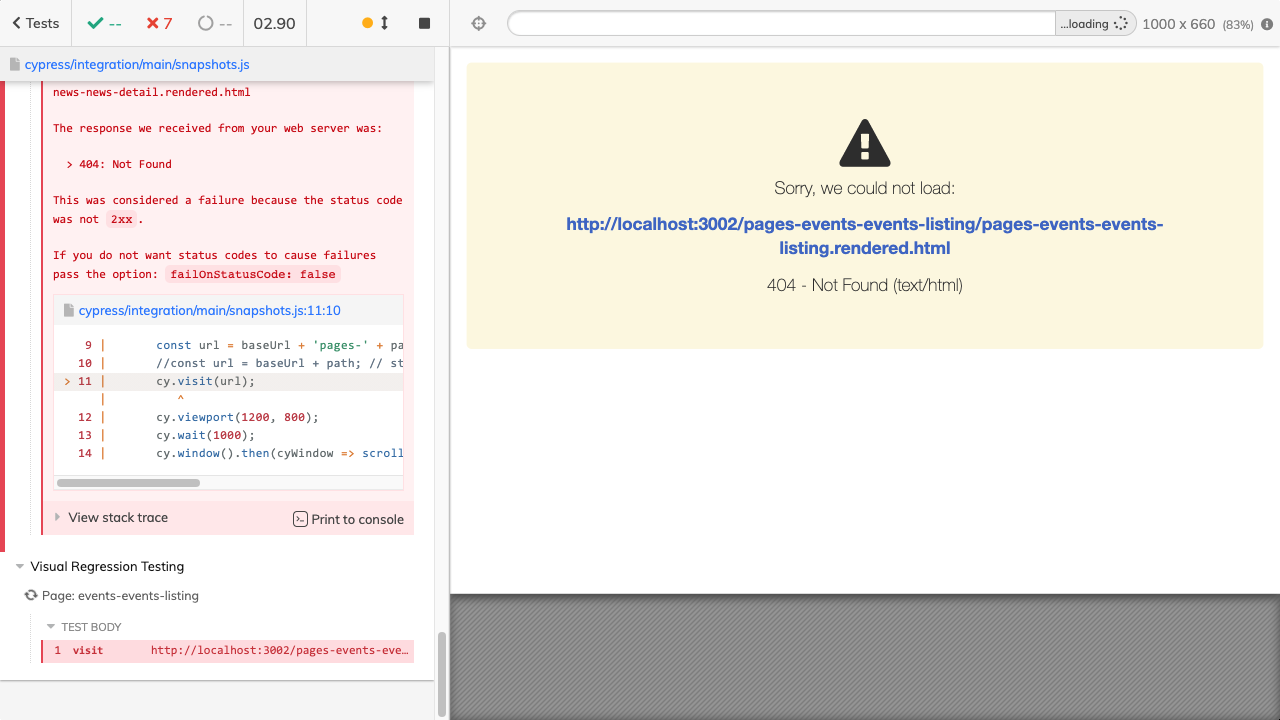 Tests
--
7
--
02.90
...loading
1000 x 660 (83%)
cypress/integration/main/snapshots.js
news-news-detail.rendered.html
The response we received from your web server was:
> 404: Not Found
This was considered a failure because the status code
was not 2xx.
If you do not want status codes to cause failures
pass the option: failOnStatusCode: false
cypress/integration/main/snapshots.js:11:10
9 | const url = baseUrl + 'pages-' + pa
10 | //const url = baseUrl + path; // st
> 11 | cy.visit(url);
| ^
12 | cy.viewport(1200, 800);
13 | cy.wait(1000);
14 | cy.window().then(cyWindow => scroll
View stack trace
Print to console
Visual Regression Testing
Page: events-events-listing
TEST BODY
1 visit http://localhost:3002/pages-events-eve…
Sorry, we could not load:
http://localhost:3002/pages-events-events-listing/pages-events-events-
listing.rendered.html
404 - Not Found (text/html)